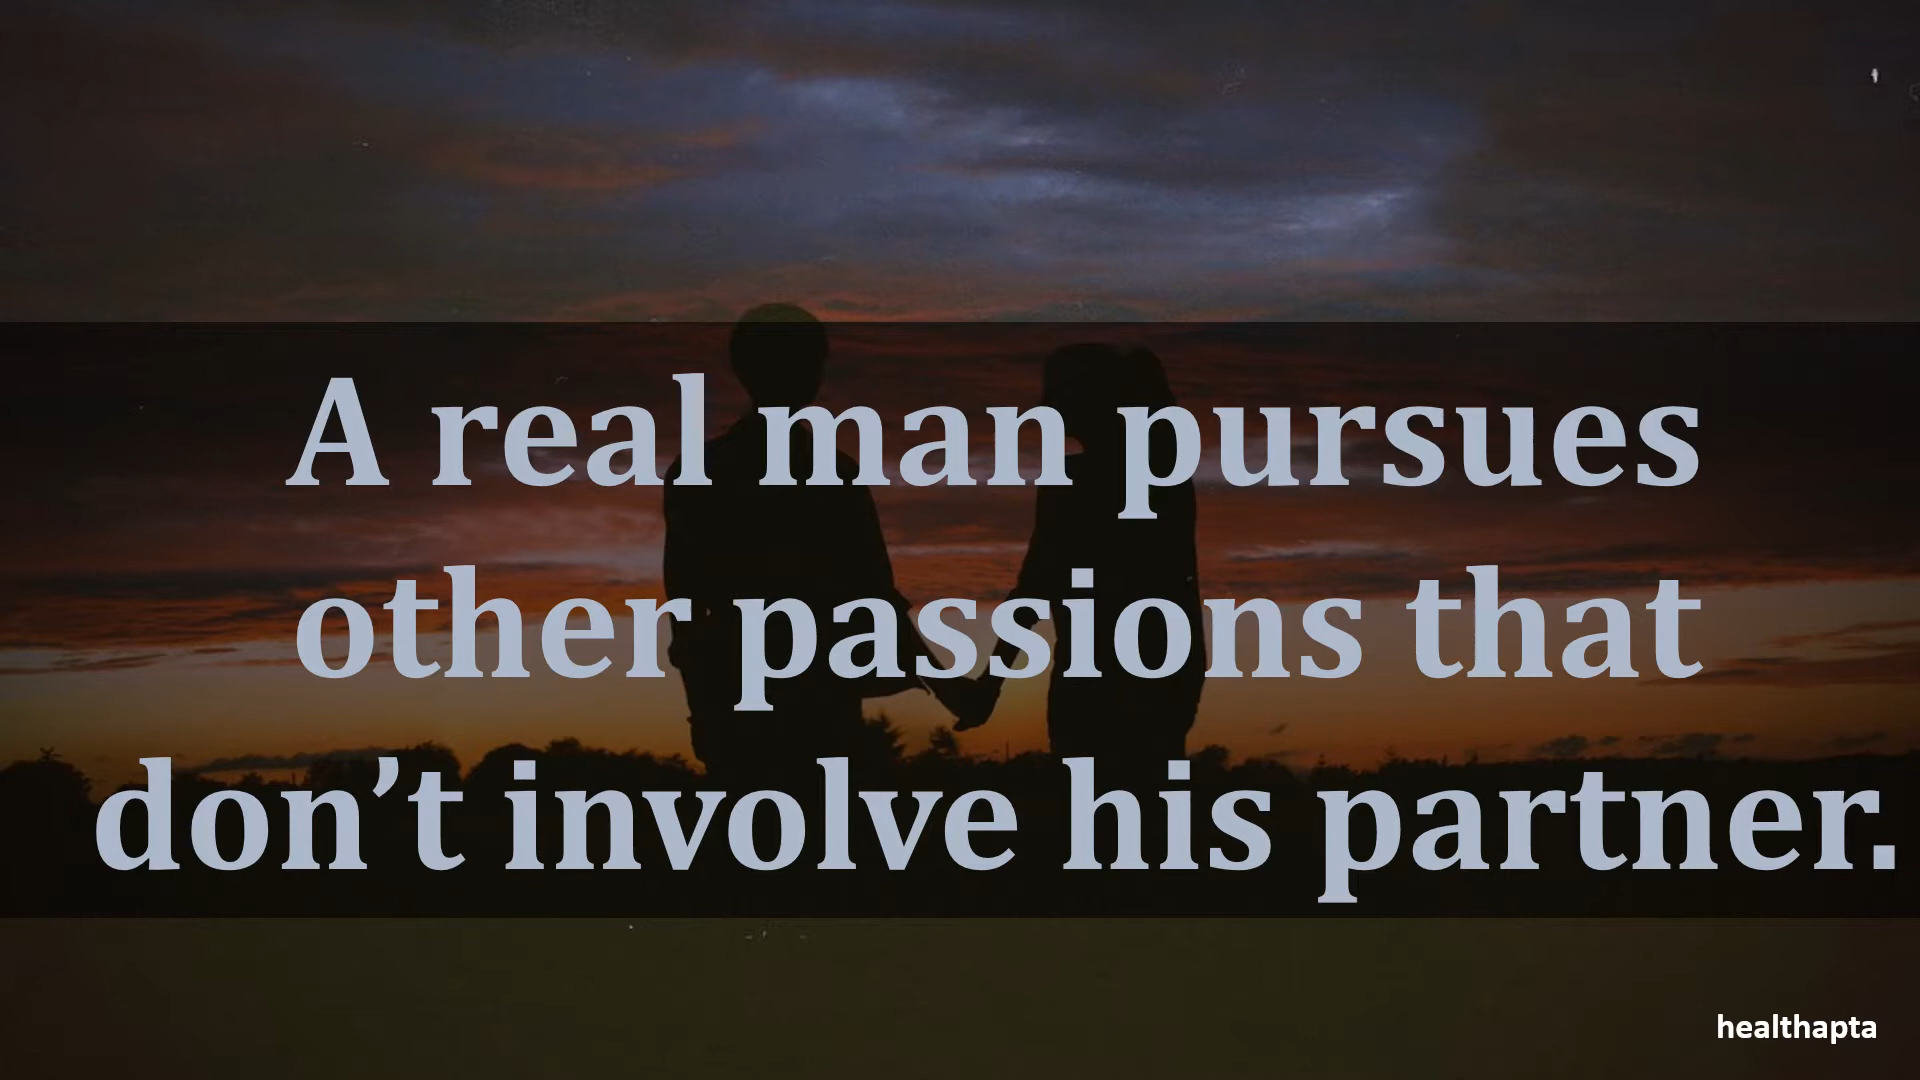 A real man pursues
other passions that
don’t involve his partner.
healthapta